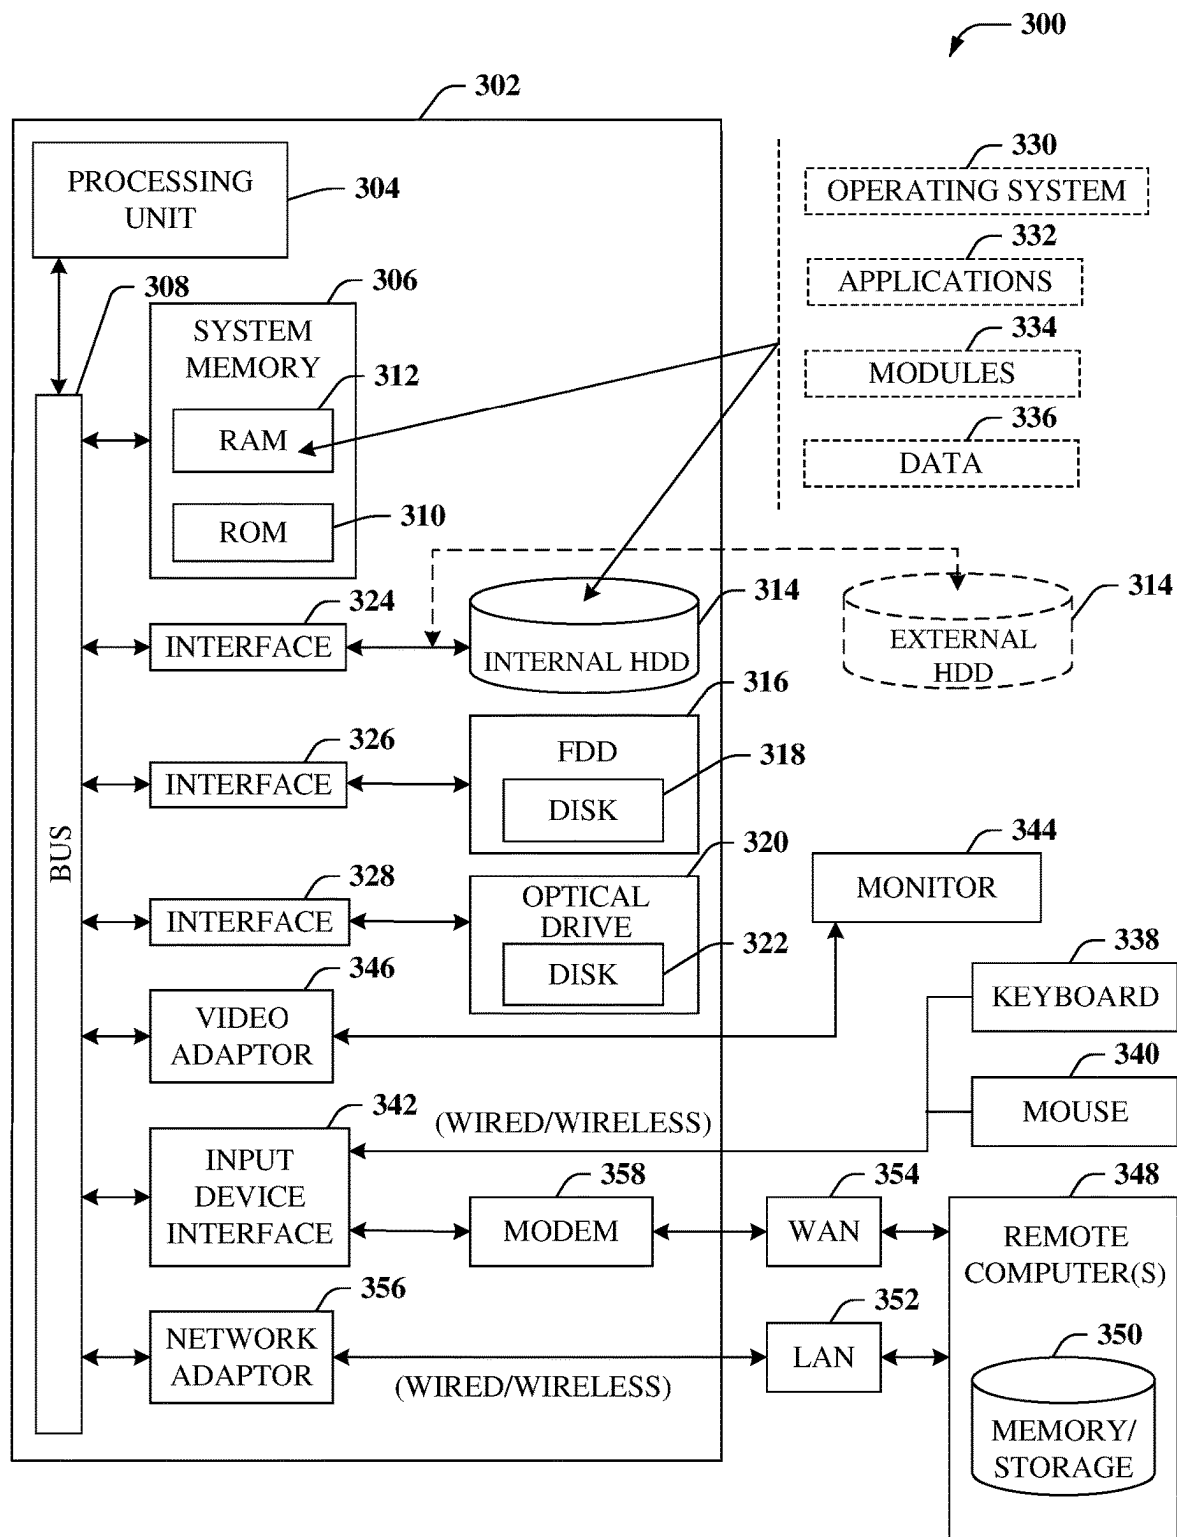 300
302
PROCESSING
UNIT
304
330
OPERATING SYSTEM
332
APPLICATIONS
334
MODULES
336
DATA
308
306
SYSTEM
MEMORY
312
RAM
310
ROM
BUS
324
INTERFACE
314
INTERNAL HDD
314
EXTERNAL
HDD
316
FDD
326
INTERFACE
318
DISK
320
OPTICAL
DRIVE
328
INTERFACE
322
DISK
344
MONITOR
346
VIDEO
ADAPTOR
338
KEYBOARD
340
MOUSE
342
INPUT
DEVICE
INTERFACE
(WIRED/WIRELESS)
358
MODEM
354
WAN
348
REMOTE
COMPUTER(S)
356
NETWORK
ADAPTOR
(WIRED/WIRELESS)
352
LAN
350
MEMORY/
STORAGE